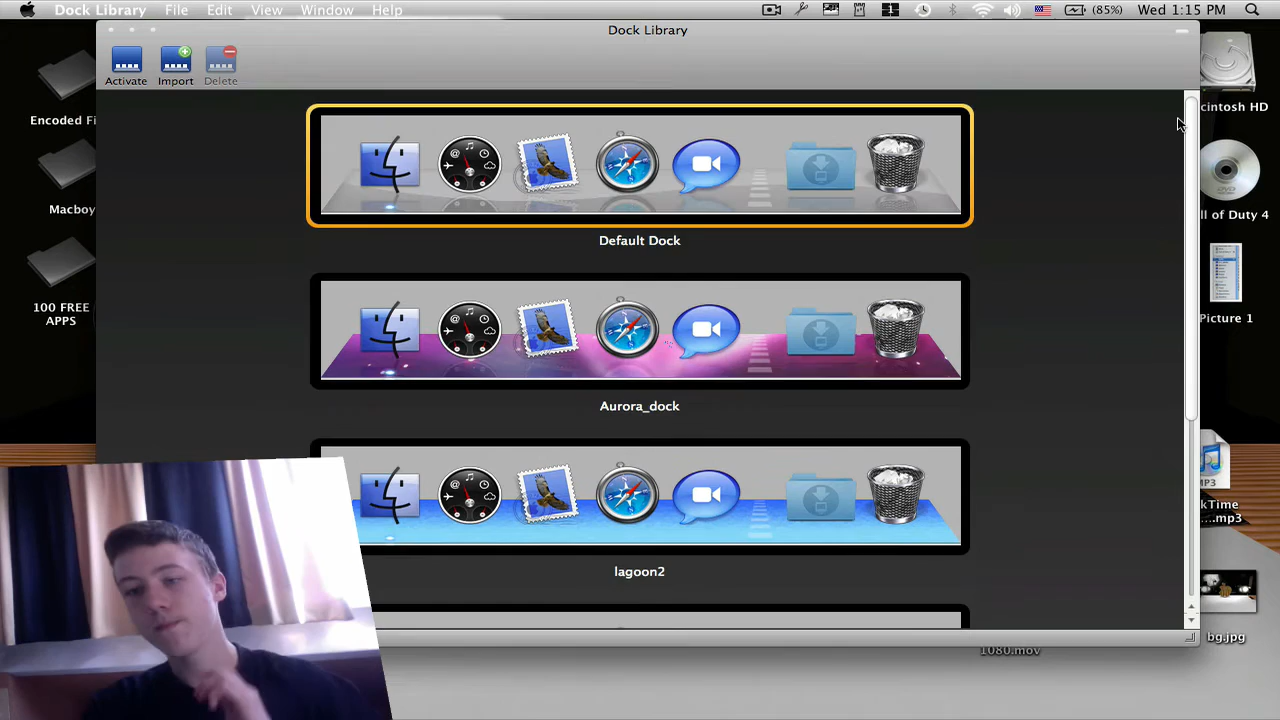 Dock Library File Edit View Window Help 1 (85%) Wed 1:15 PM
Dock Library
Activate Import Delete
Default Dock
Aurora_dock
lagoon2
Encoded Fi
Macboy
100 FREE
APPS
cintosh HD
ll of Duty 4
Picture 1
MP3
kTime
....mp3
bg.jpg
1080.mov